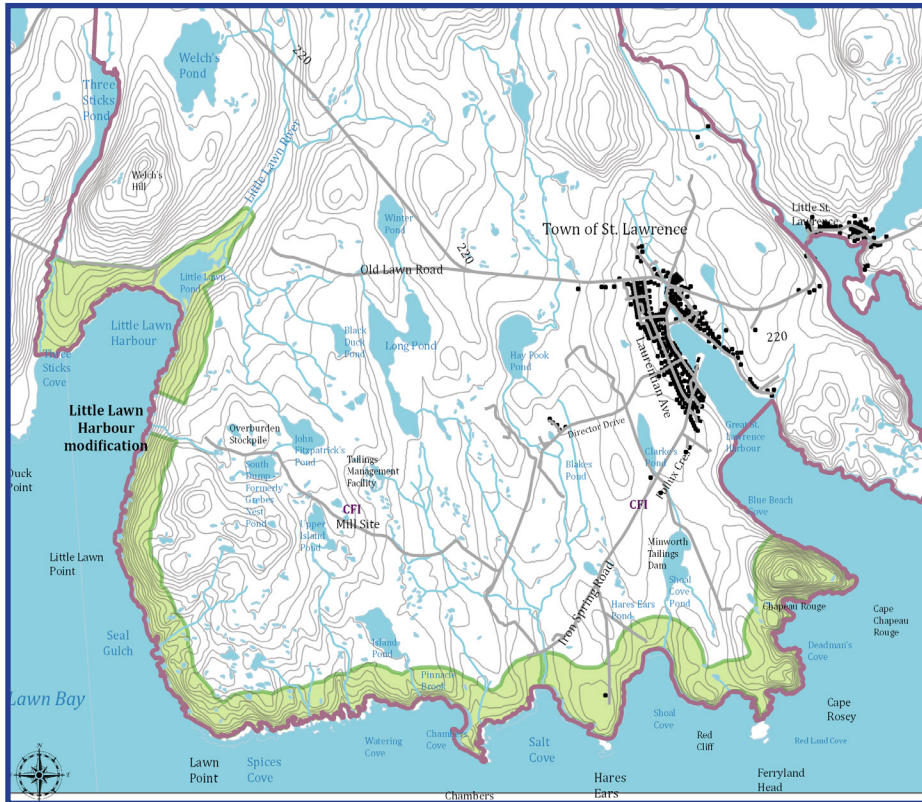 220
Welch's
Pond
Three
Sticks
Pond
Welch's
Hill
Little Lawn River
Little St.
Lawrence
Winter
Pond
Town of St. Lawrence
220
Old Lawn Road
Little Lawn
Pond
Little Lawn
Harbour
Black
Duck
Pond
Long Pond
Hay Pook
Pond
220
Three
Sticks
Cove
Laurentian Ave
Little Lawn
Harbour
modification
Overburden
Stockpile
John
Fitzpatrick's
Pond
Director Drive
Great St.
Lawrence
Harbour
Duck
Point
South
Dump -
Formerly
Grebes
Nest
Pond
Tailings
Management
Facility
Blakes
Pond
Clarke's
Pond
Blue Beach
Cove
CFI
Mill Site
CFI
Upper
Island
Pond
Minworth
Tailings
Dam
Little Lawn
Point
Iron Spring Road
Shoal
Cove
Pond
Hares Ears
Pond
Chapeau Rouge
Cape
Chapeau
Rouge
Seal
Gulch
Island
Pond
Deadman's
Cove
Pinnacle
Brook
Lawn Bay
Cape
Rosey
Shoal
Cove
Red
Cliff
Red Land Cove
Watering
Cove
Chambers
Cove
Salt
Cove
Lawn
Point
Spices
Cove
Hares
Ears
Ferryland
Head
Chambers